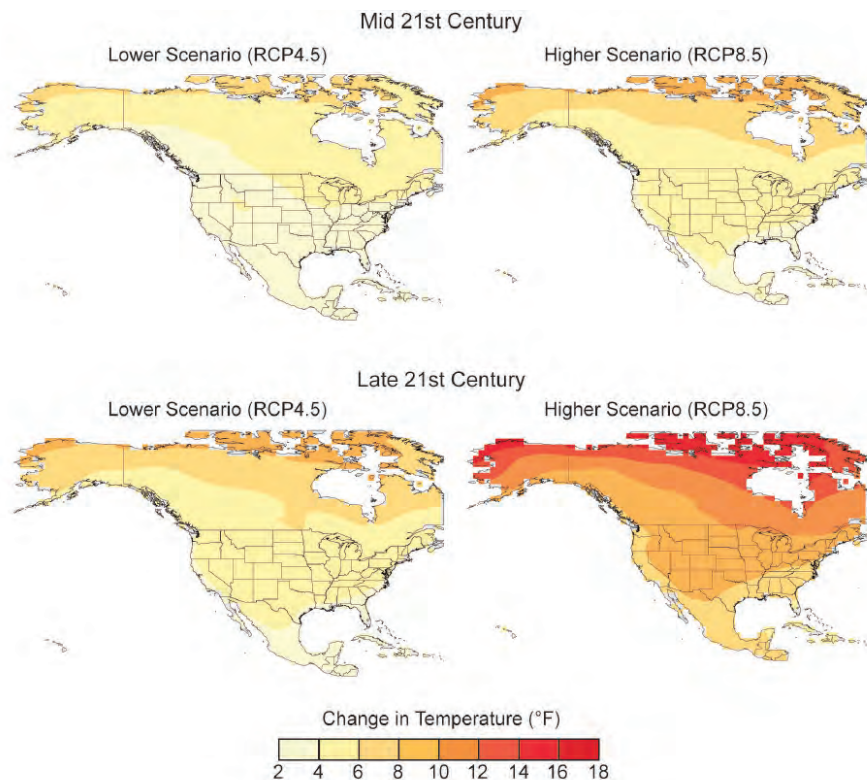 Mid 21st Century
Lower Scenario (RCP4.5)
Higher Scenario (RCP8.5)
Late 21st Century
Lower Scenario (RCP4.5)
Higher Scenario (RCP8.5)
Change in Temperature (°F)
2 4 6 8 10 12 14 16 18